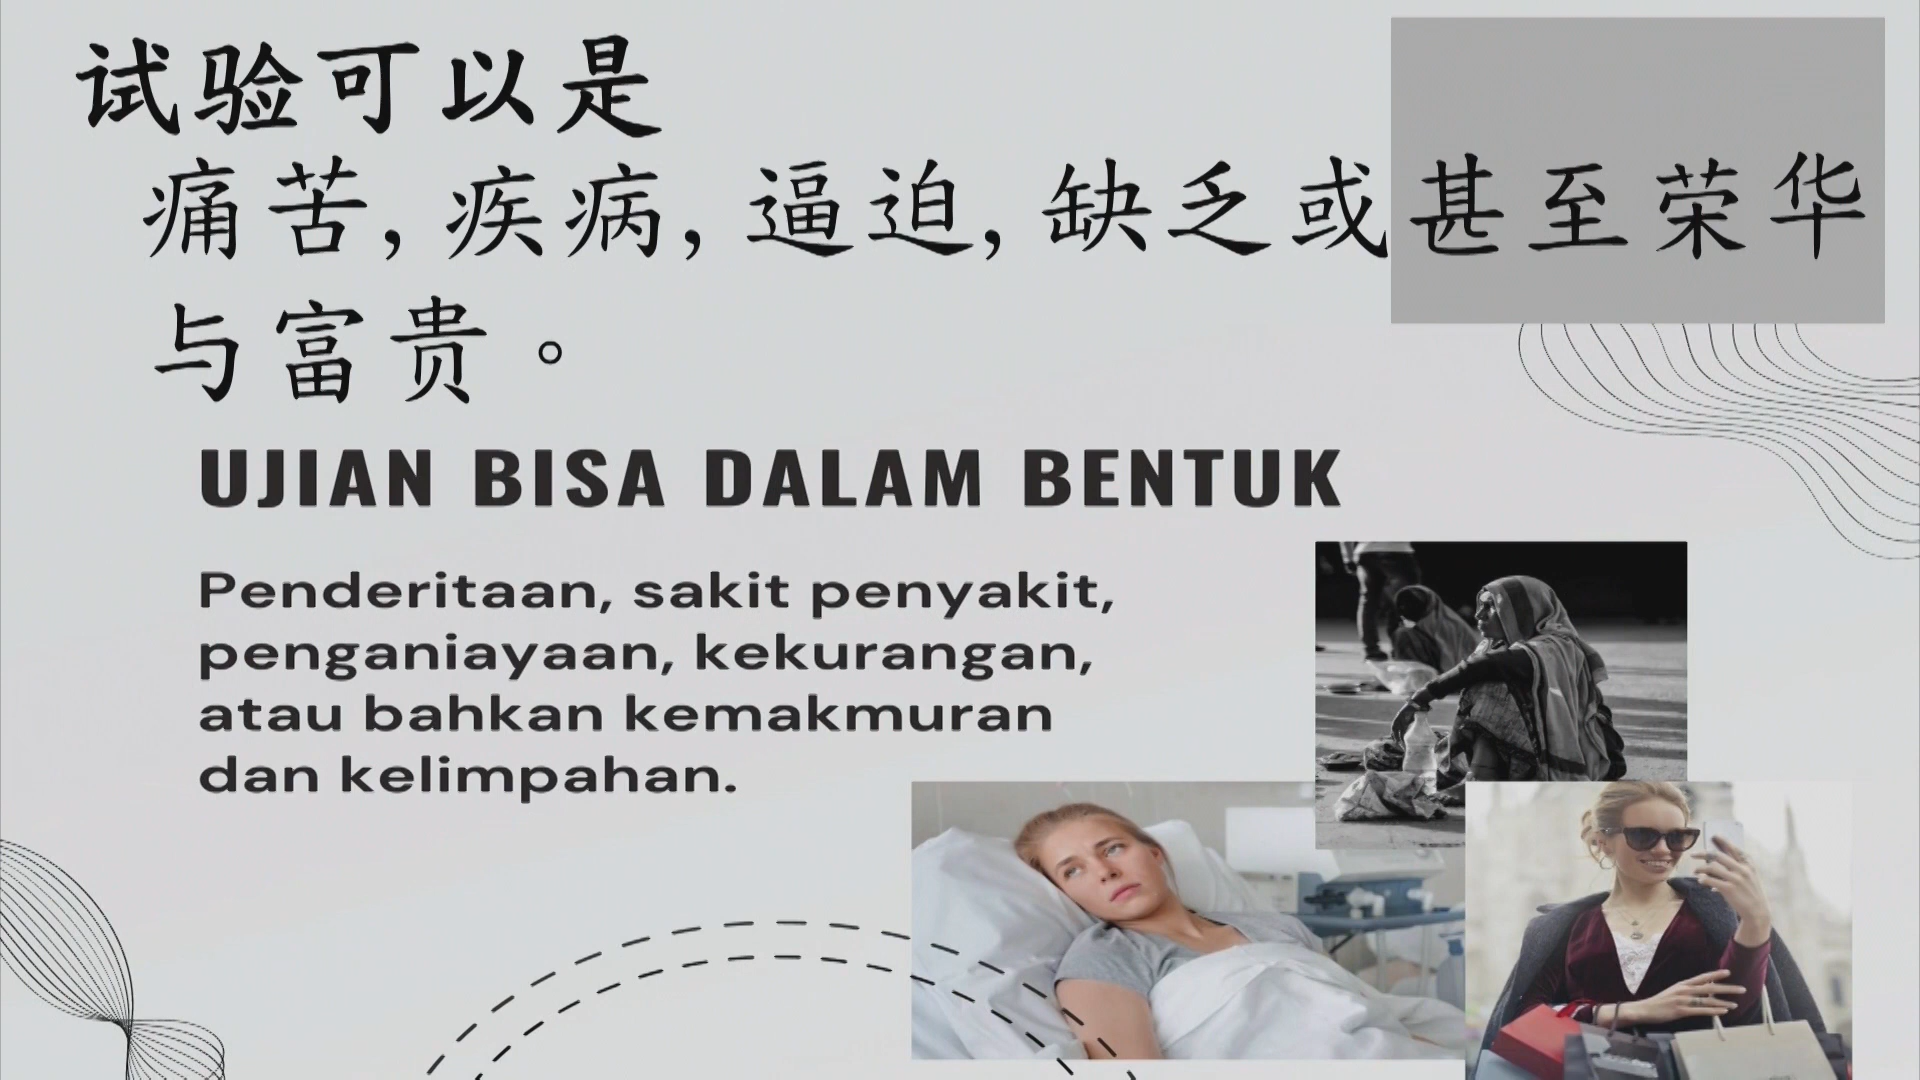 试验可以是
痛苦,疾病,逼迫,缺乏或甚至荣华
与富贵。
UJIAN BISA DALAM BENTUK
Penderitaan, sakit penyakit,
penganiayaan, kekurangan,
atau bahkan kemakmuran
dan kelimpahan.